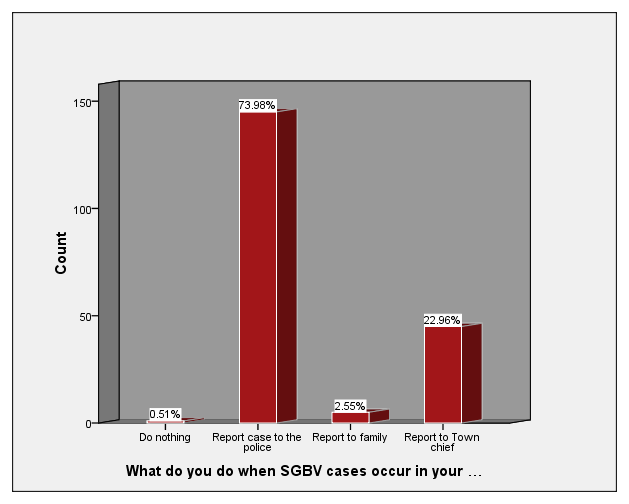 150
100
50
0
Count
0.51%
73.98%
2.55%
22.96%
Do nothing
Report case to the
police
Report to family
Report to Town
chief
What do you do when SGBV cases occur in your ...